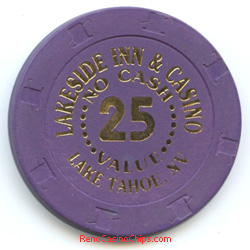 LAKESIDE INN & CASINO
NO CASH
25
VALUE
LAKE TAHOE, NV
RenoCasinoChips.com